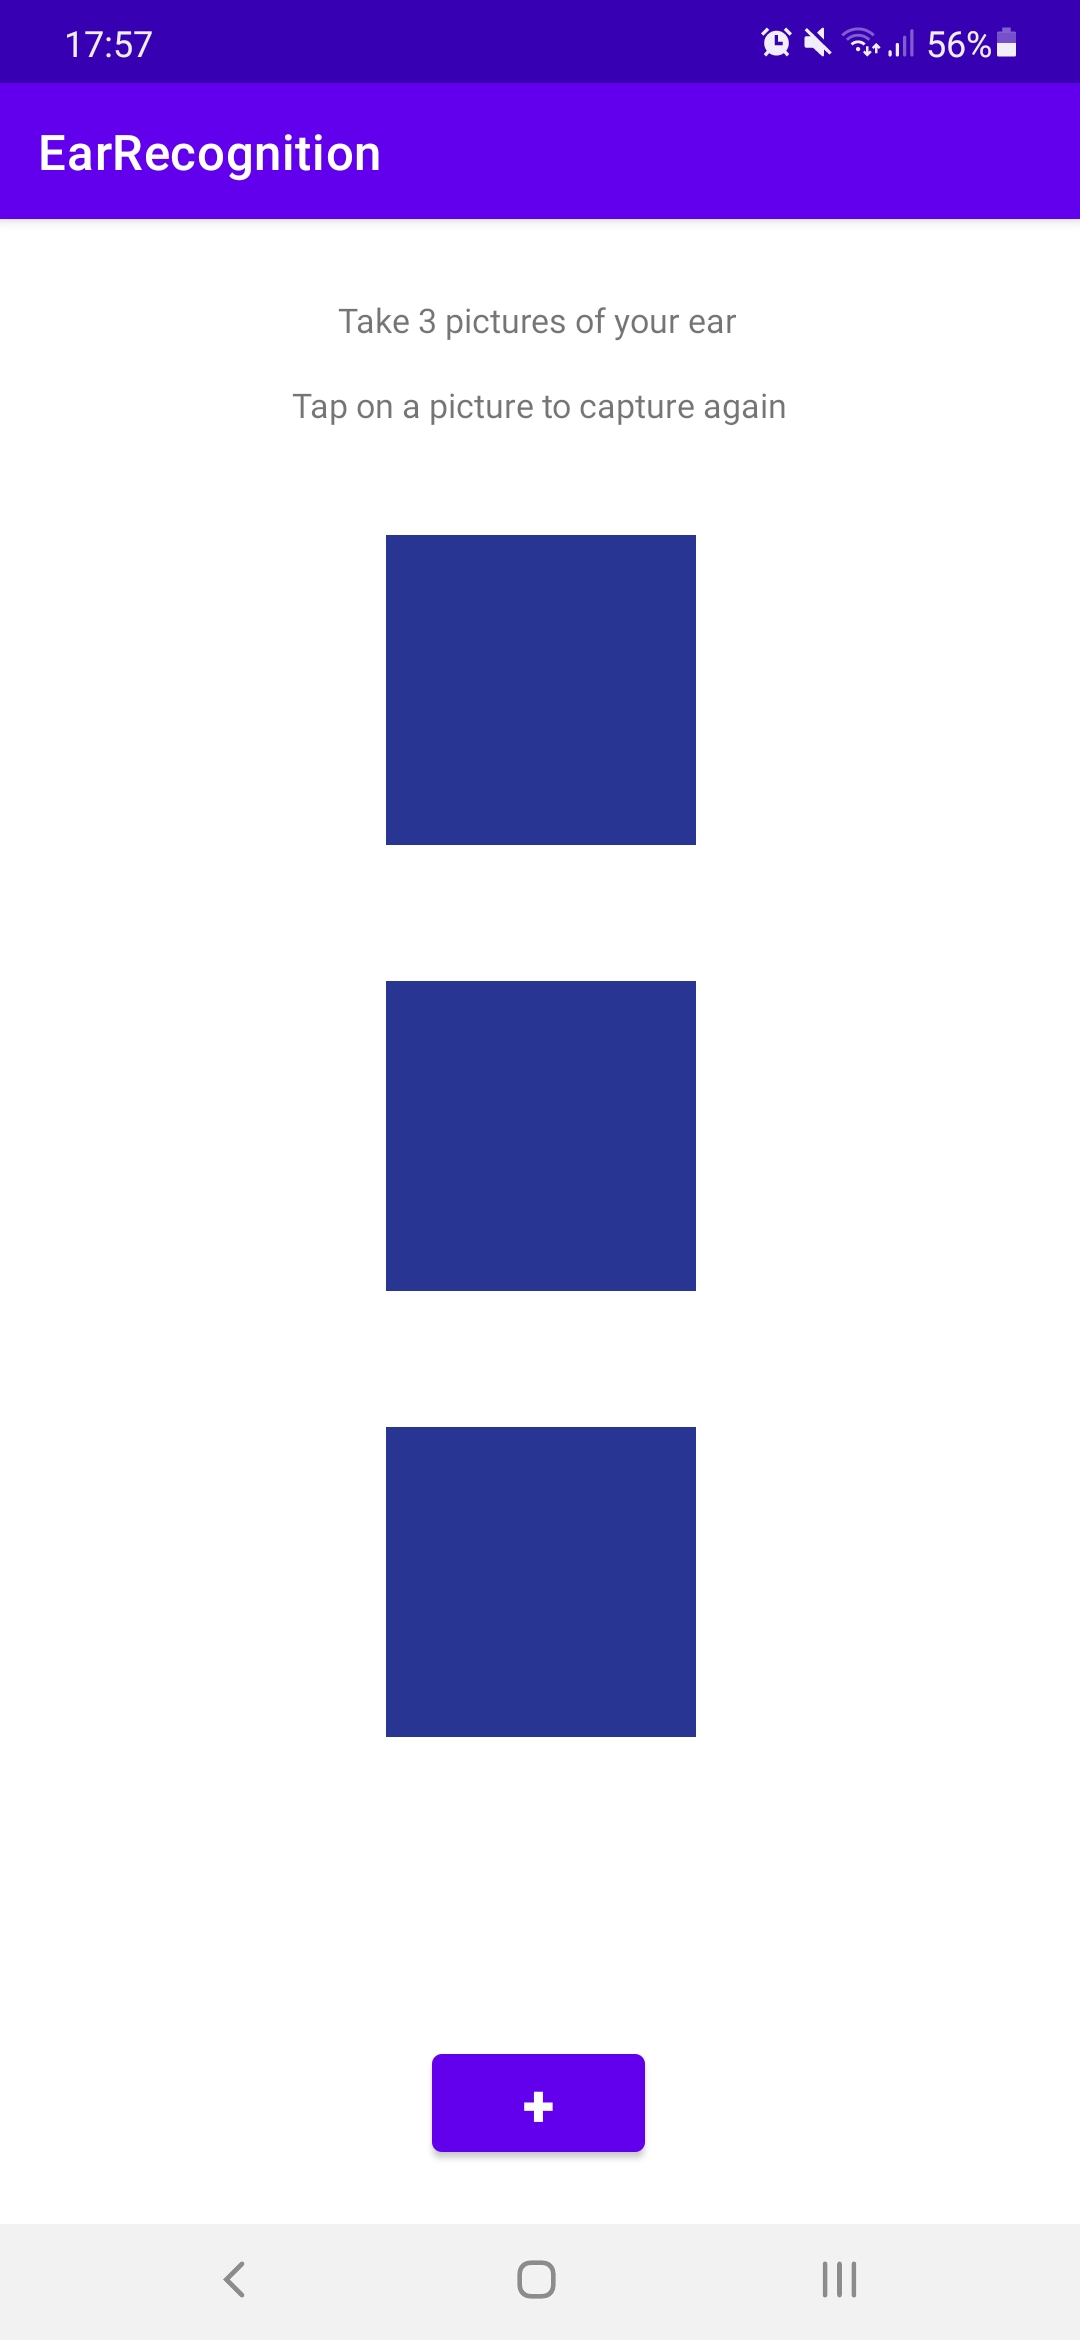 17:57 56%
EarRecognition
Take 3 pictures of your ear
Tap on a picture to capture again
+